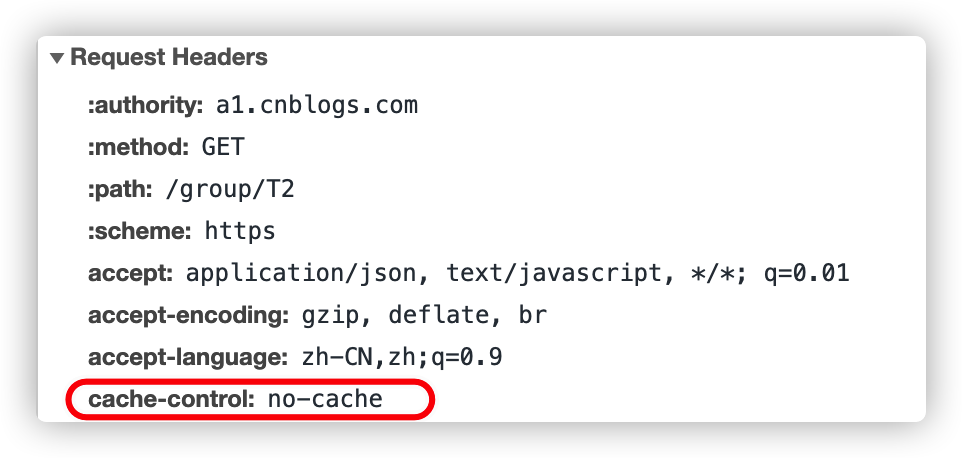 Request Headers
:authority: a1.cnblogs.com
:method: GET
:path: /group/T2
:scheme: https
accept: application/json, text/javascript, */*; q=0.01
accept-encoding: gzip, deflate, br
accept-language: zh-CN,zh;q=0.9
cache-control: no-cache